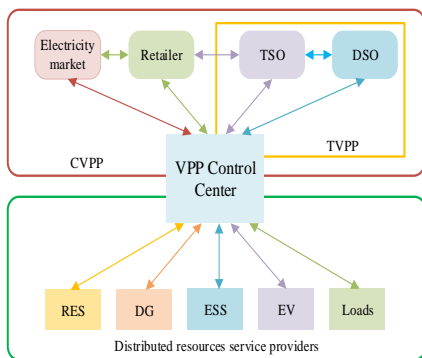 Electricity
market
Retailer
TSO
DSO
CVPP
TVPP
VPP Control
Center
RES
DG
ESS
EV
Loads
Distributed resources service providers